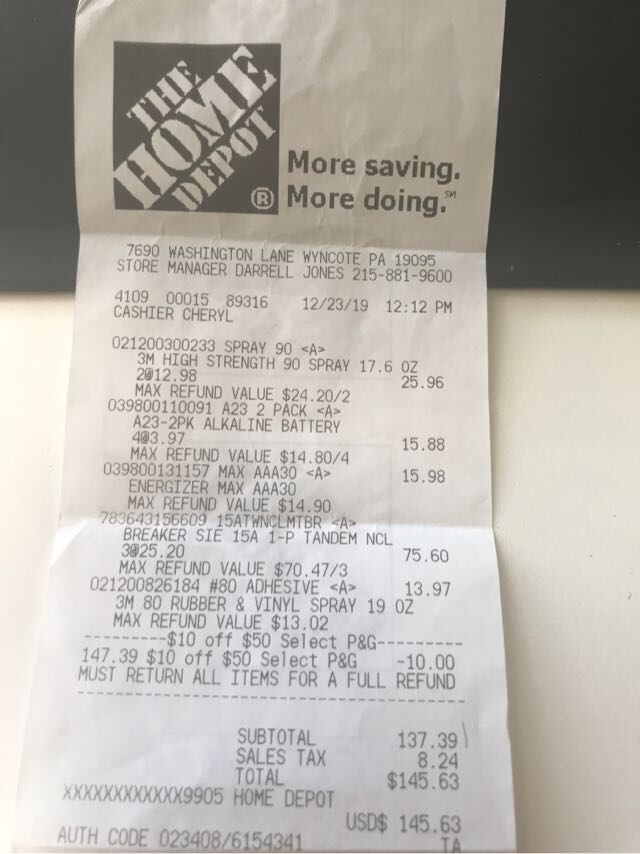 THE
HOME
DEPOT
®
More saving.
More doing.℠
7690 WASHINGTON LANE WYNCOTE PA 19095
STORE MANAGER DARRELL JONES 215-881-9600
4109 00015 89316 12/23/19 12:12 PM
CASHIER CHERYL
021200300233 SPRAY 90 <A>
3M HIGH STRENGTH 90 SPRAY 17.6 OZ
2@12.98 25.96
MAX REFUND VALUE $24.20/2
039800110091 A23 2 PACK <A>
A23-2PK ALKALINE BATTERY
4@3.97 15.88
MAX REFUND VALUE $14.80/4
039800131157 MAX AAA30 <A> 15.98
ENERGIZER MAX AAA30
MAX REFUND VALUE $14.90
783643156609 15ATWNCLMTBR <A>
BREAKER SIE 15A 1-P TANDEM NCL
3@25.20 75.60
MAX REFUND VALUE $70.47/3
021200826184 #80 ADHESIVE <A> 13.97
3M 80 RUBBER & VINYL SPRAY 19 OZ
MAX REFUND VALUE $13.02
---------$10 off $50 Select P&G---------
147.39 $10 off $50 Select P&G -10.00
MUST RETURN ALL ITEMS FOR A FULL REFUND
----------------------------------------
SUBTOTAL 137.39
SALES TAX 8.24
TOTAL $145.63
XXXXXXXXXXXX9905 HOME DEPOT
USD$ 145.63
AUTH CODE 023408/6154341 TA